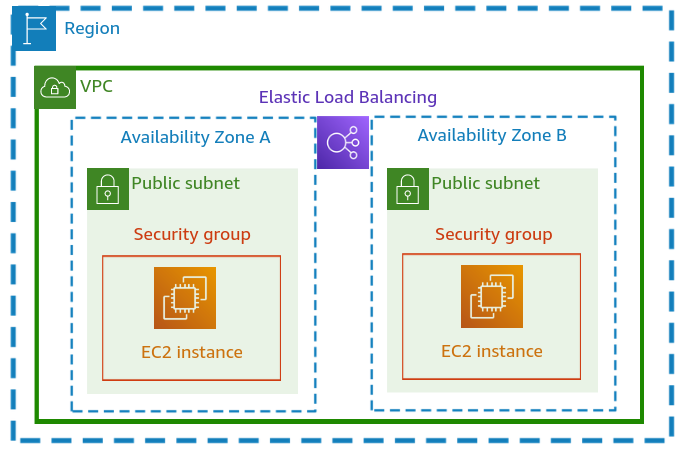 Region
VPC
Elastic Load Balancing
Availability Zone A
Availability Zone B
Public subnet
Public subnet
Security group
Security group
EC2 instance
EC2 instance